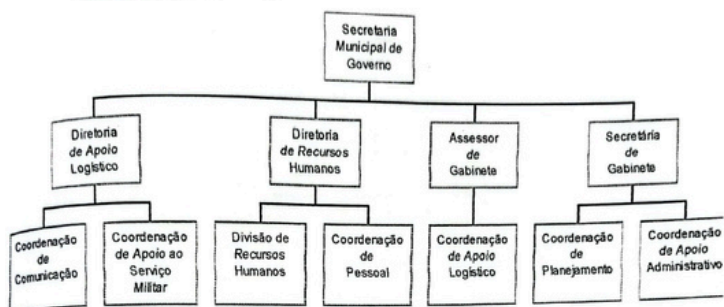 Secretaria
Municipal de
Governo
Diretoria
de Apoio
Logístico
Diretoria
de Recursos
Humanos
Assessor
de
Gabinete
Secretária
de
Gabinete
Coordenação
de
Comunicação
Coordenação
de Apoio ao
Serviço
Militar
Divisão de
Recursos
Humanos
Coordenação
de
Pessoal
Coordenação
de Apoio
Logístico
Coordenação
de
Planejamento
Coordenação
de Apoio
Administrativo